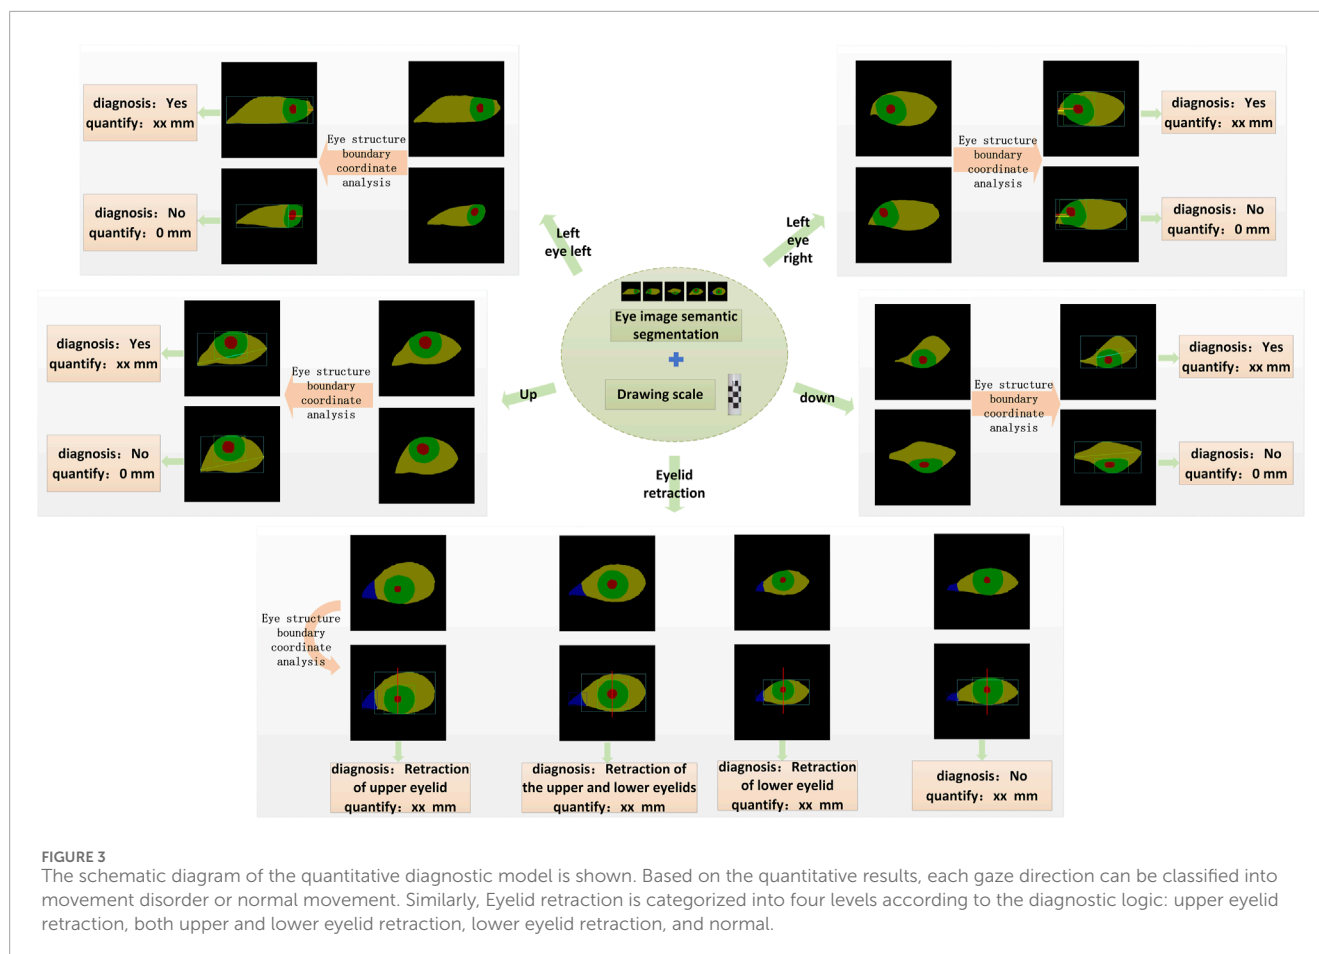 diagnosis: Yes
quantify: xx mm
Eye structure
boundary
coordinate
analysis
diagnosis: No
quantify: 0 mm
Left
eye left
Left
eye
right
Eye structure
boundary
coordinate
analysis
diagnosis: Yes
quantify: xx mm
diagnosis: No
quantify: 0 mm
diagnosis: Yes
quantify: xx mm
Eye structure
boundary
coordinate
analysis
diagnosis: No
quantify: 0 mm
Up
Eye image semantic
segmentation
Drawing scale
down
Eye structure
boundary
coordinate
analysis
diagnosis: Yes
quantify: xx mm
diagnosis: No
quantify: 0 mm
Eyelid
retraction
Eye structure
boundary
coordinate
analysis
diagnosis: Retraction
of upper eyelid
quantify: xx mm
diagnosis: Retraction of
the upper and lower eyelids
quantify: xx mm
diagnosis: Retraction
of lower eyelid
quantify: xx mm
diagnosis: No
quantify: xx mm
FIGURE 3
The schematic diagram of the quantitative diagnostic model is shown. Based on the quantitative results, each gaze direction can be classified into
movement disorder or normal movement. Similarly, Eyelid retraction is categorized into four levels according to the diagnostic logic: upper eyelid
retraction, both upper and lower eyelid retraction, lower eyelid retraction, and normal.